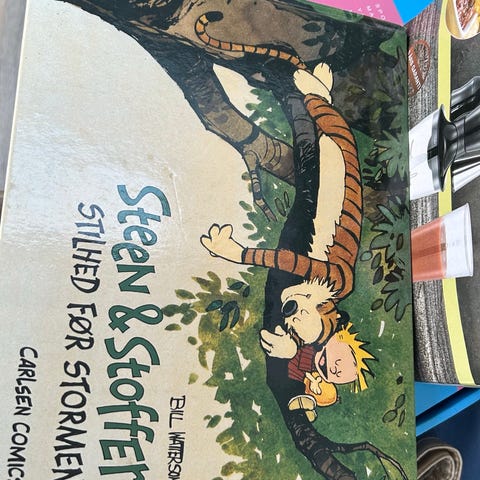 Steen & Stoffer
STILHED FØR STORMEN
BILL WATTERSON
CARLSEN COMICS